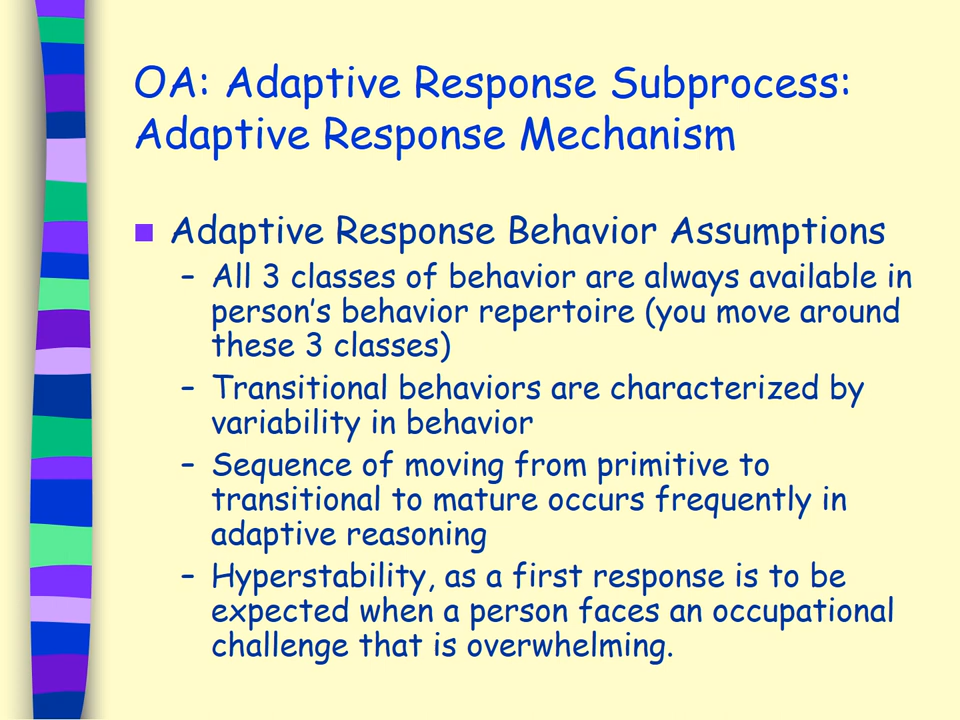 OA: Adaptive Response Subprocess:
Adaptive Response Mechanism
Adaptive Response Behavior Assumptions
– All 3 classes of behavior are always available in
person’s behavior repertoire (you move around
these 3 classes)
– Transitional behaviors are characterized by
variability in behavior
– Sequence of moving from primitive to
transitional to mature occurs frequently in
adaptive reasoning
– Hyperstability, as a first response is to be
expected when a person faces an occupational
challenge that is overwhelming.